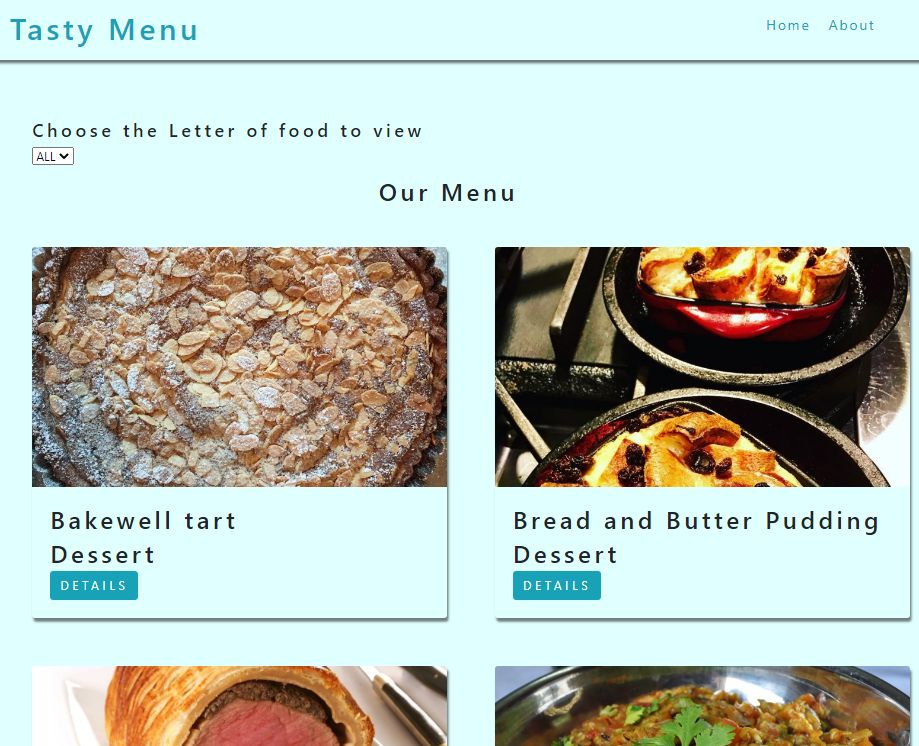 Tasty Menu
Home About
Choose the Letter of food to view
ALL
Our Menu
Bakewell tart
Dessert
DETAILS
Bread and Butter Pudding
Dessert
DETAILS